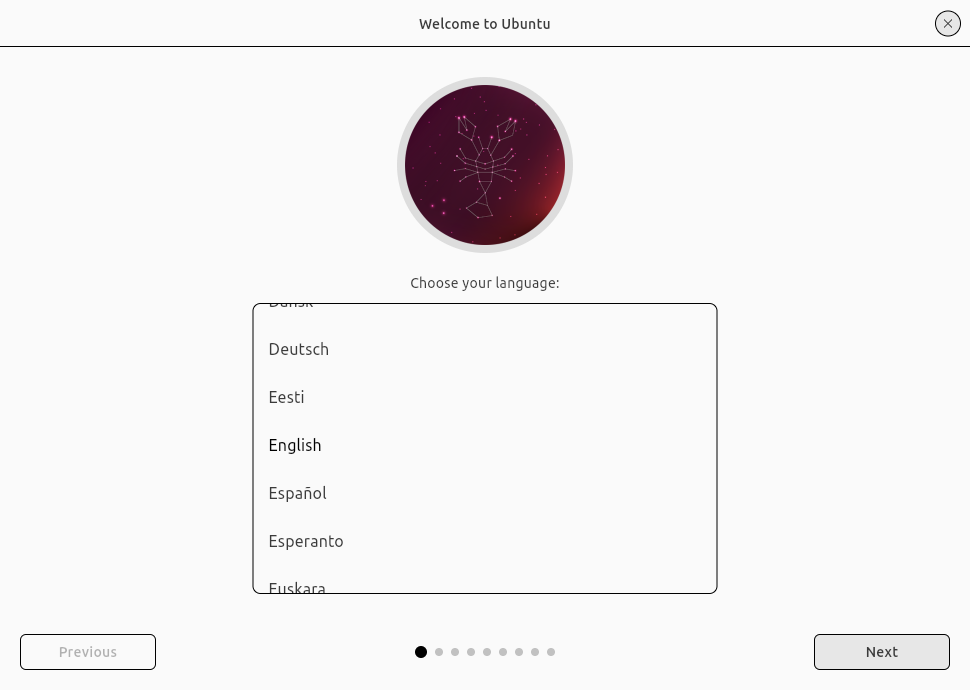 Welcome to Ubuntu
Choose your language:
Dansk
Deutsch
Eesti
English
Español
Esperanto
Euskara
Previous
Next